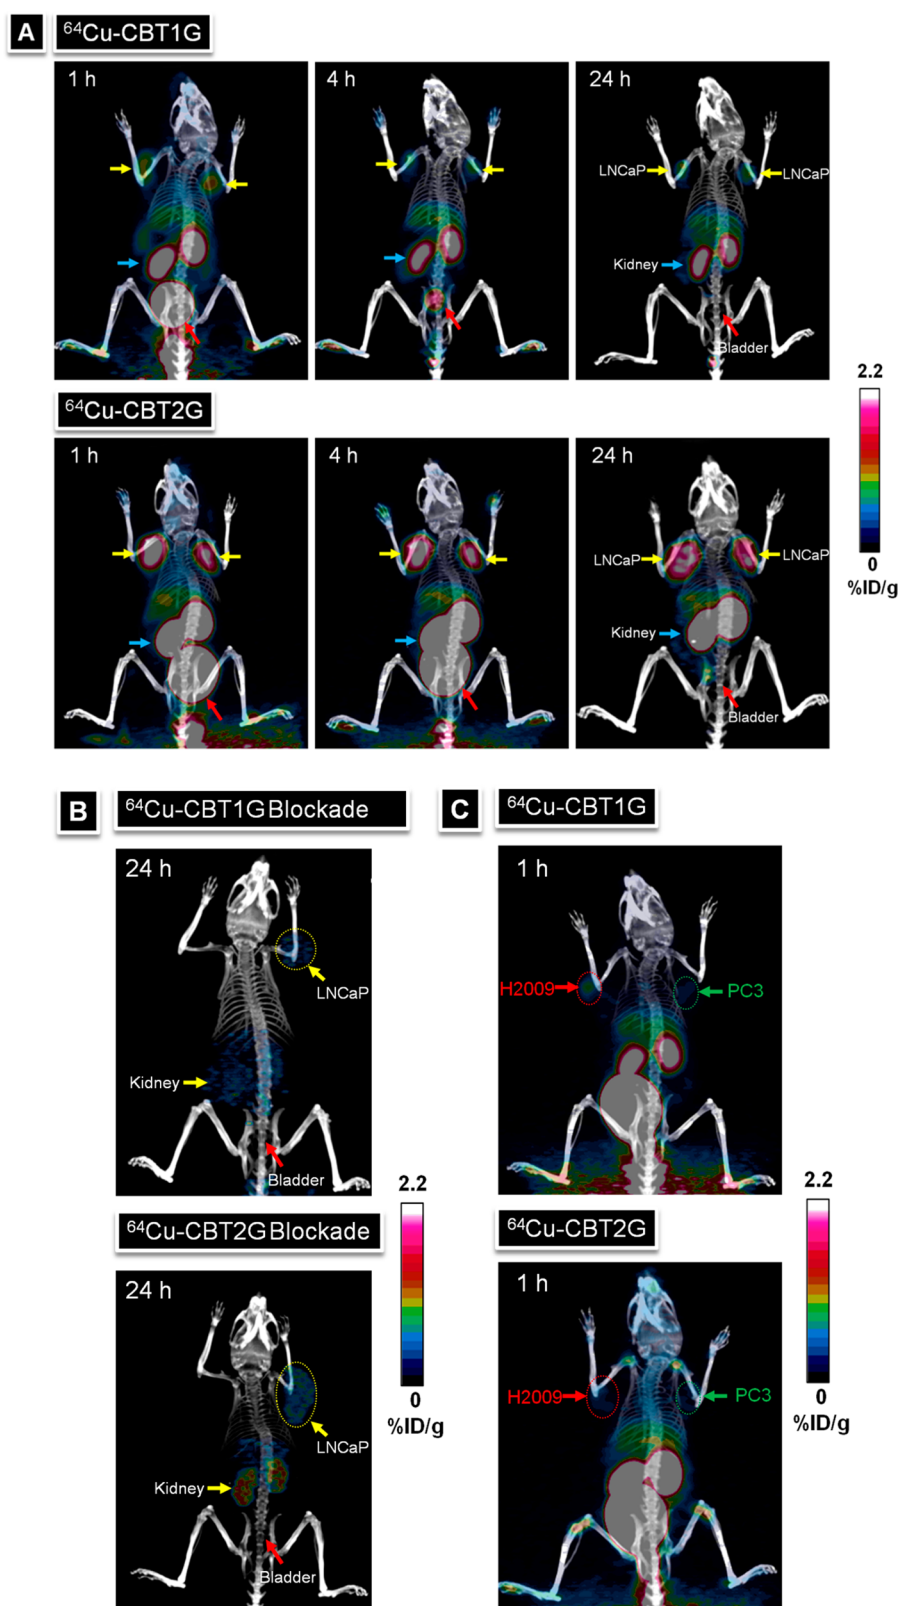 A
⁶⁴Cu-CBT1G
1 h
4 h
24 h
LNCaP
LNCaP
Kidney
Bladder
2.2
0
%ID/g
⁶⁴Cu-CBT2G
1 h
4 h
24 h
LNCaP
LNCaP
Kidney
Bladder
B
⁶⁴Cu-CBT1G Blockade
24 h
LNCaP
Kidney
Bladder
2.2
0
%ID/g
⁶⁴Cu-CBT2G Blockade
24 h
LNCaP
Kidney
Bladder
C
⁶⁴Cu-CBT1G
1 h
H2009
PC3
2.2
0
%ID/g
⁶⁴Cu-CBT2G
1 h
H2009
PC3